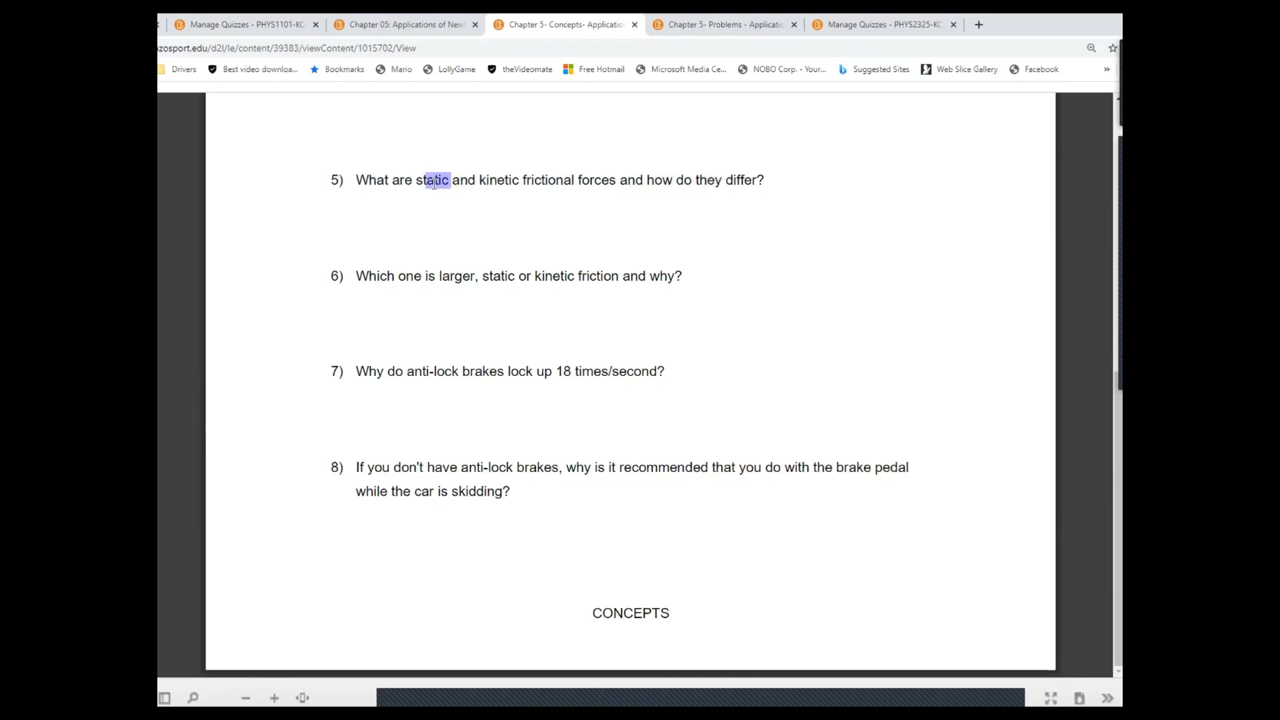 Manage Quizzes - PHYS1101-KC
Chapter 05: Applications of New
Chapter 5- Concepts- Applicatio
Chapter 5- Problems - Applicatio
Manage Quizzes - PHYS2325-KC
zosport.edu/d2l/le/content/39383/viewContent/1015702/View
Drivers Best video downloa... Bookmarks Mario LollyGame theVideomate Free Hotmail Microsoft Media Ce... NOBO Corp. - Your... Suggested Sites Web Slice Gallery Facebook »
5) What are static and kinetic frictional forces and how do they differ?
6) Which one is larger, static or kinetic friction and why?
7) Why do anti-lock brakes lock up 18 times/second?
8) If you don't have anti-lock brakes, why is it recommended that you do with the brake pedal
while the car is skidding?
CONCEPTS